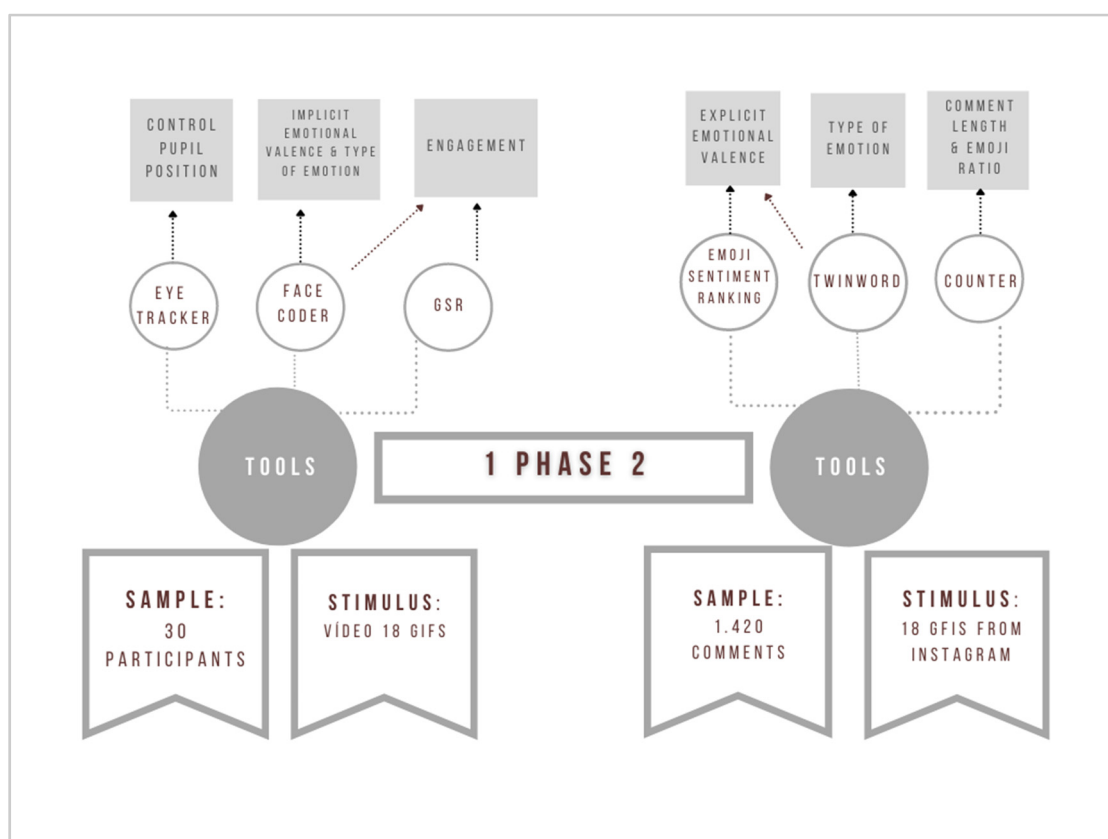 CONTROL
PUPIL
POSITION
IMPLICIT
EMOTIONAL
VALENCE & TYPE
OF EMOTION
ENGAGEMENT
EXPLICIT
EMOTIONAL
VALENCE
TYPE OF
EMOTION
COMMENT
LENGTH
& EMOJI
RATIO
EYE
TRACKER
FACE
CODER
GSR
EMOJI
SENTIMENT
RANKING
TWINWORD
COUNTER
TOOLS
1 PHASE 2
TOOLS
SAMPLE:
30
PARTICIPANTS
STIMULUS:
VÍDEO 18 GIFS
SAMPLE:
1.420
COMMENTS
STIMULUS:
18 GFIS FROM
INSTAGRAM